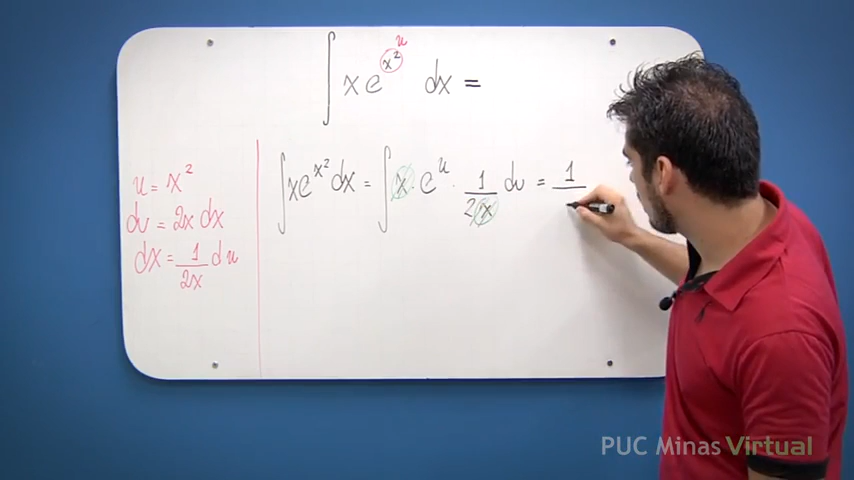 ∫ x e^{x²} dx =
u
u = x²
du = 2x dx
dx = 1/2x du
∫ x e^{x²} dx = ∫ x · e^u · 1/2x du = 1/
PUC Minas Virtual